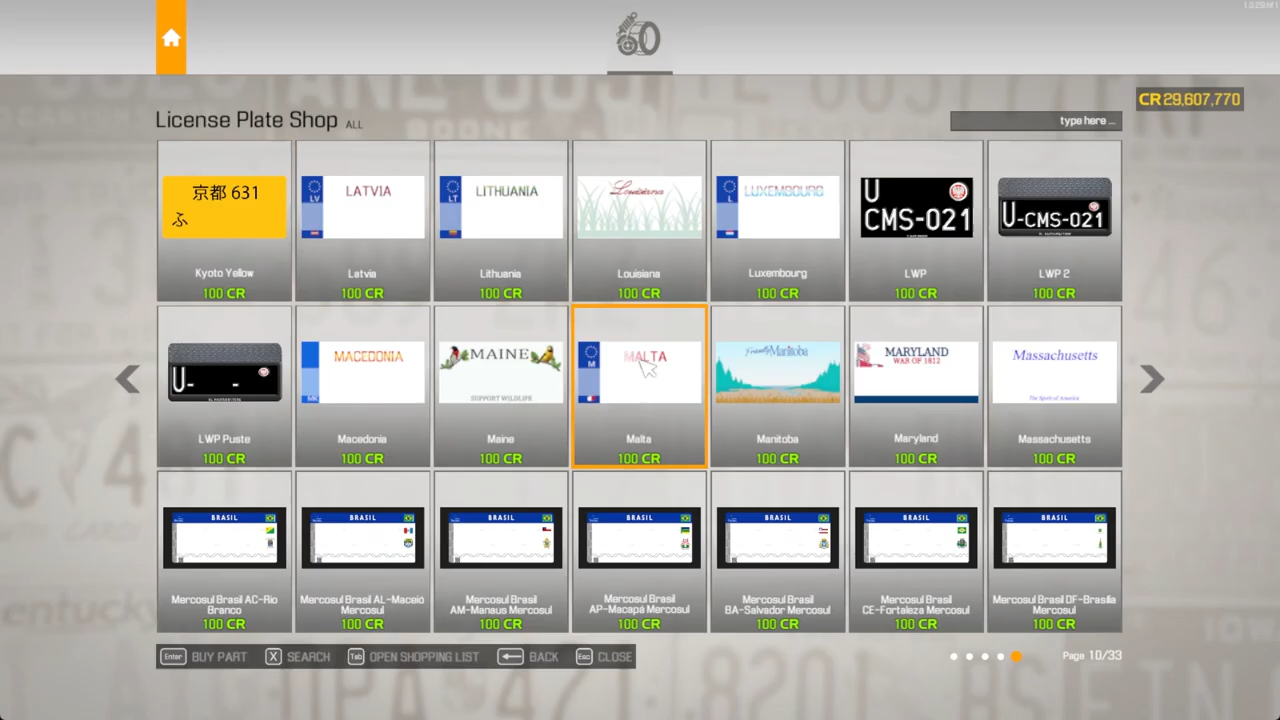 1.0.29.hf1
CR 29,607,770
License Plate Shop ALL
type here ...
京都 631
ふ
Kyoto Yellow
100 CR
LV
LATVIA
Latvia
100 CR
LT
LITHUANIA
Lithuania
100 CR
Louisiana
Louisiana
100 CR
L
LUXEMBOURG
Luxembourg
100 CR
U
CMS-021
LWP
100 CR
U-CMS-021
LWP 2
100 CR
U- -
LWP Puste
100 CR
MK
MACEDONIA
Macedonia
100 CR
MAINE
SUPPORT WILDLIFE
Maine
100 CR
M
MALTA
Malta
100 CR
Friendly Manitoba
Manitoba
100 CR
MARYLAND
WAR OF 1812
Maryland
100 CR
Massachusetts
The Spirit of America
Massachusetts
100 CR
BRASIL
Mercosul Brasil AC-Rio
Branco
100 CR
BRASIL
Mercosul Brasil AL-Maceió
Mercosul
100 CR
BRASIL
Mercosul Brasil
AM-Manaus Mercosul
100 CR
BRASIL
Mercosul Brasil
AP-Macapá Mercosul
100 CR
BRASIL
Mercosul Brasil
BA-Salvador Mercosul
100 CR
BRASIL
Mercosul Brasil
CE-Fortaleza Mercosul
100 CR
BRASIL
Mercosul Brasil DF-Brasília
Mercosul
100 CR
Enter BUY PART X SEARCH Tab OPEN SHOPPING LIST BACK Esc CLOSE
Page 10/33